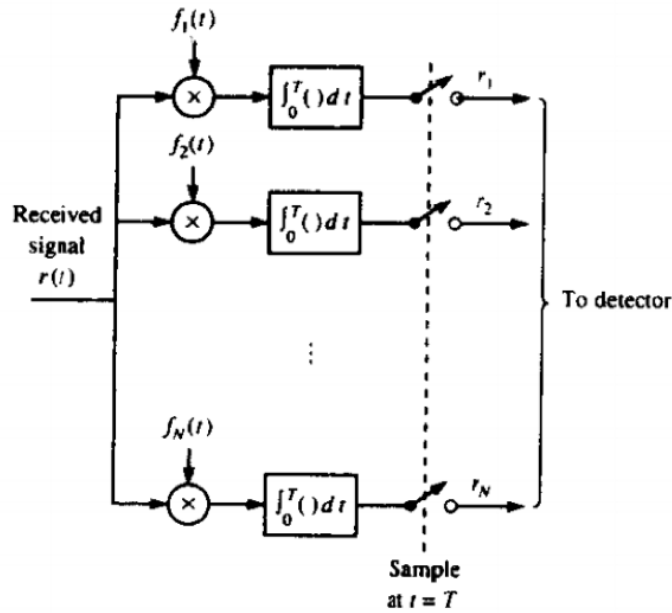 f₁(t)
× ∫₀ᵀ( )dt r₁
f₂(t)
× ∫₀ᵀ( )dt r₂
Received
signal
r(t)
To detector
⋮
f_N(t)
× ∫₀ᵀ( )dt r_N
Sample
at t = T